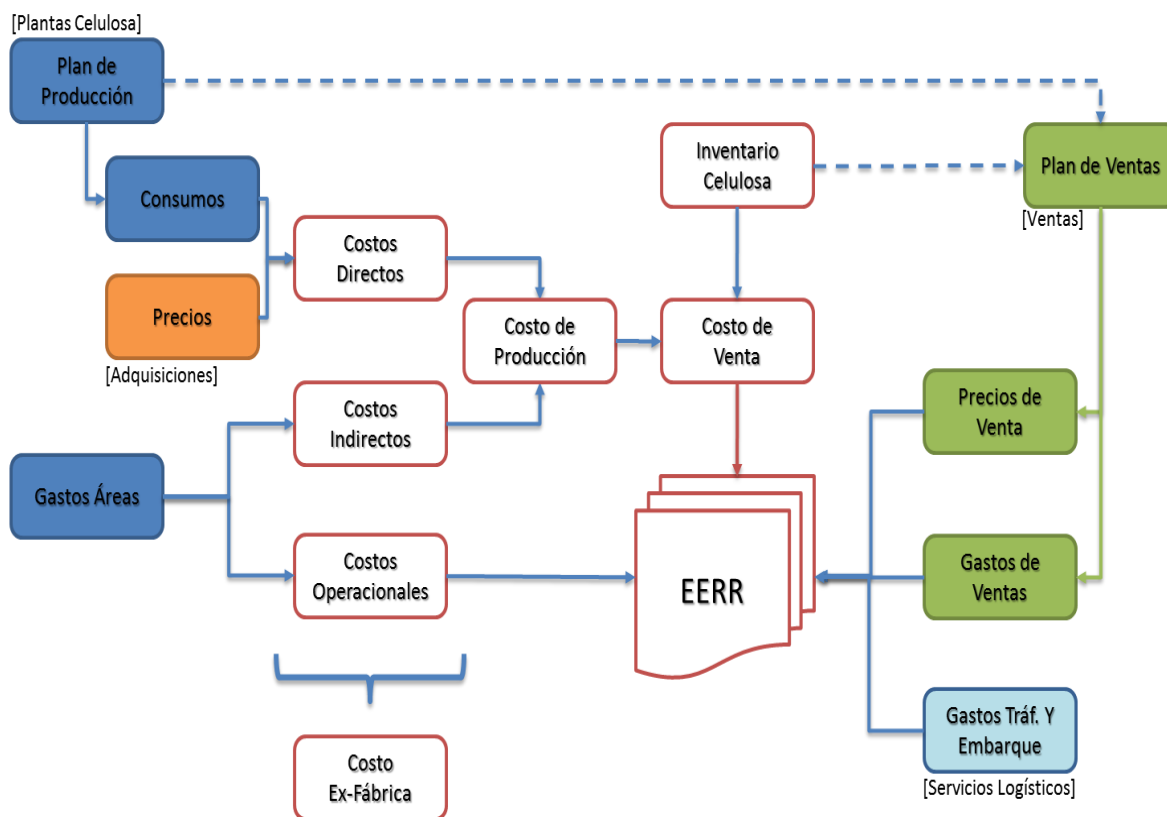 [Plantas Celulosa]
Plan de
Producción
Inventario
Celulosa
Plan de Ventas
[Ventas]
Consumos
Costos
Directos
Precios
[Adquisiciones]
Costo de
Producción
Costo de
Venta
Costos
Indirectos
Precios de
Venta
Gastos Áreas
Costos
Operacionales
EERR
Gastos de
Ventas
Gastos Tráf. Y
Embarque
[Servicios Logísticos]
Costo
Ex-Fábrica